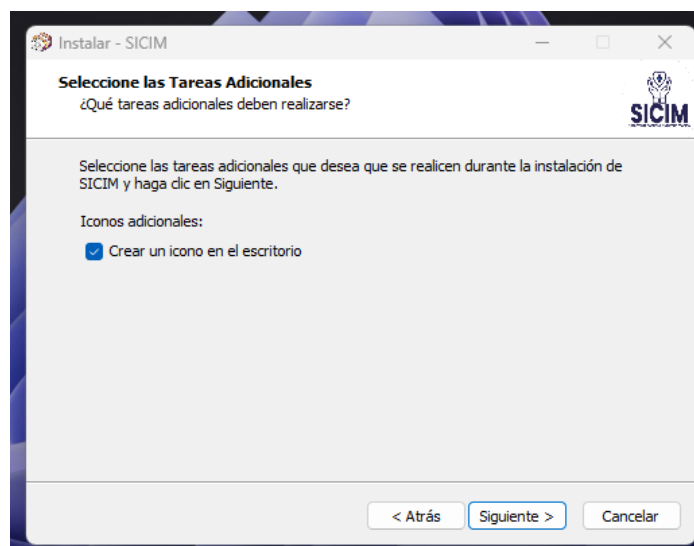 Instalar - SICIM
Seleccione las Tareas Adicionales
¿Qué tareas adicionales deben realizarse?
SICIM
Seleccione las tareas adicionales que desea que se realicen durante la instalación de
SICIM y haga clic en Siguiente.
Iconos adicionales:
Crear un icono en el escritorio
< Atrás
Siguiente >
Cancelar